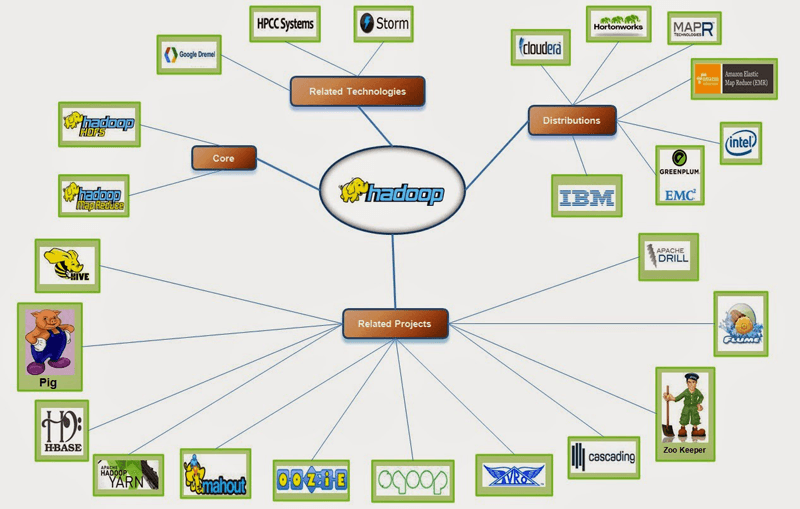 HPCC Systems
Storm
Google Dremel
Related Technologies
cloudera
Hortonworks
MAPR
TECHNOLOGIES
Amazon Elastic
Map Reduce (EMR)
Distributions
intel
GREENPLUM
EMC²
IBM
hadoop
HDFS
Core
hadoop
MapReduce
hadoop
APACHE
DRILL
HIVE
Related Projects
FLUME
Pig
Zoo Keeper
H·BASE
APACHE
HADOOP
YARN
mahout
OOZIE
sqoop
AVRO
cascading